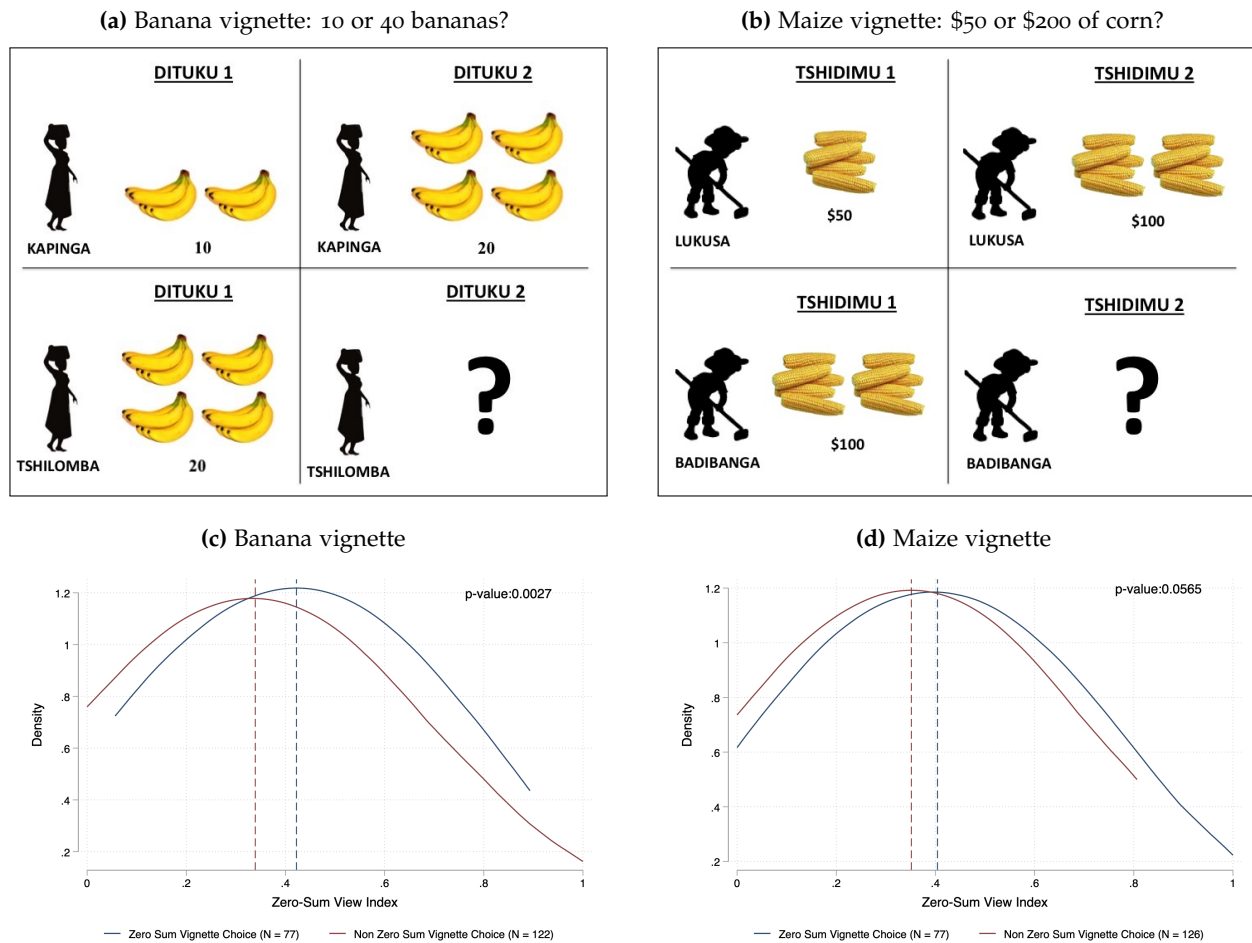 (a) Banana vignette: 10 or 40 bananas?
DITUKU 1
DITUKU 2
KAPINGA
10
KAPINGA
20
DITUKU 1
DITUKU 2
TSHILOMBA
20
TSHILOMBA
?
(b) Maize vignette: $50 or $200 of corn?
TSHIDIMU 1
TSHIDIMU 2
LUKUSA
$50
LUKUSA
$100
TSHIDIMU 1
TSHIDIMU 2
BADIBANGA
$100
BADIBANGA
?
(c) Banana vignette
p-value:0.0027
Density
1.2
1
.8
.6
.4
.2
0
.2
.4
.6
.8
1
Zero-Sum View Index
Zero Sum Vignette Choice (N = 77)
Non Zero Sum Vignette Choice (N = 122)
(d) Maize vignette
p-value:0.0565
Density
1.2
1
.8
.6
.4
.2
0
.2
.4
.6
.8
1
Zero-Sum View Index
Zero Sum Vignette Choice (N = 77)
Non Zero Sum Vignette Choice (N = 126)